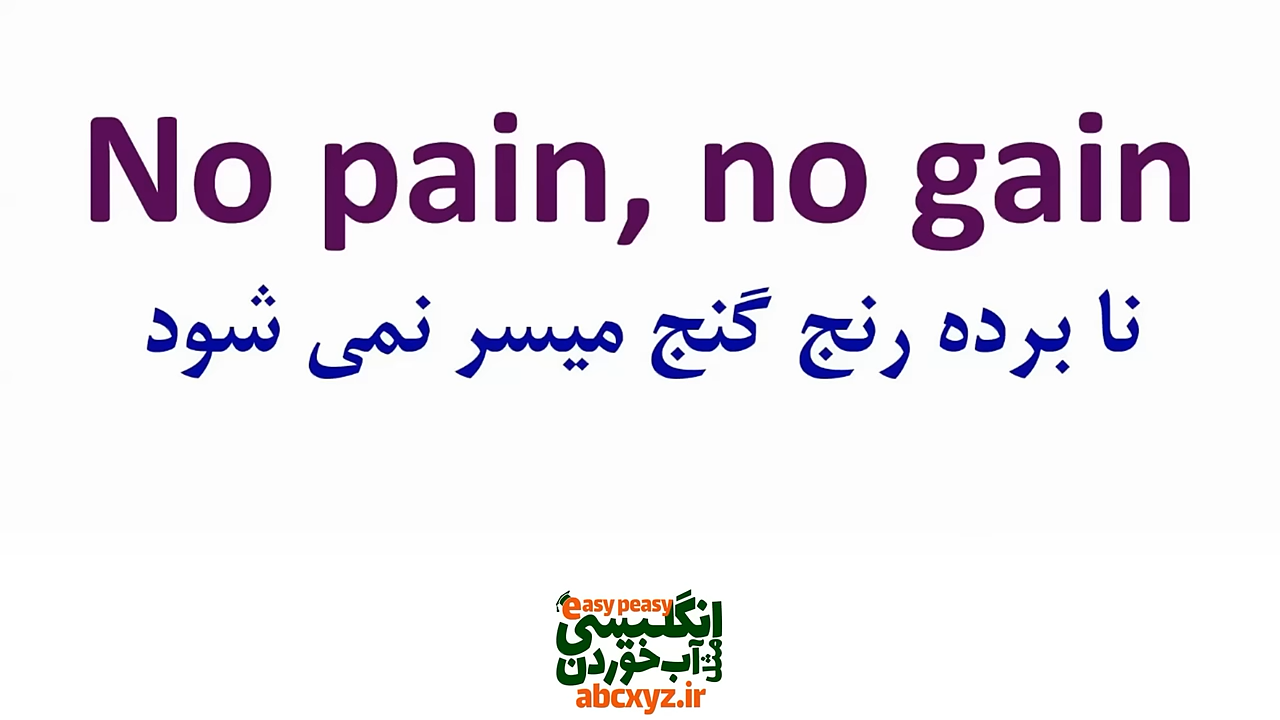 No pain, no gain
نا برده رنج گنج میسر نمی شود
easy peasy
انگلیسی
مثل آب خوردن
abcxyz.ir